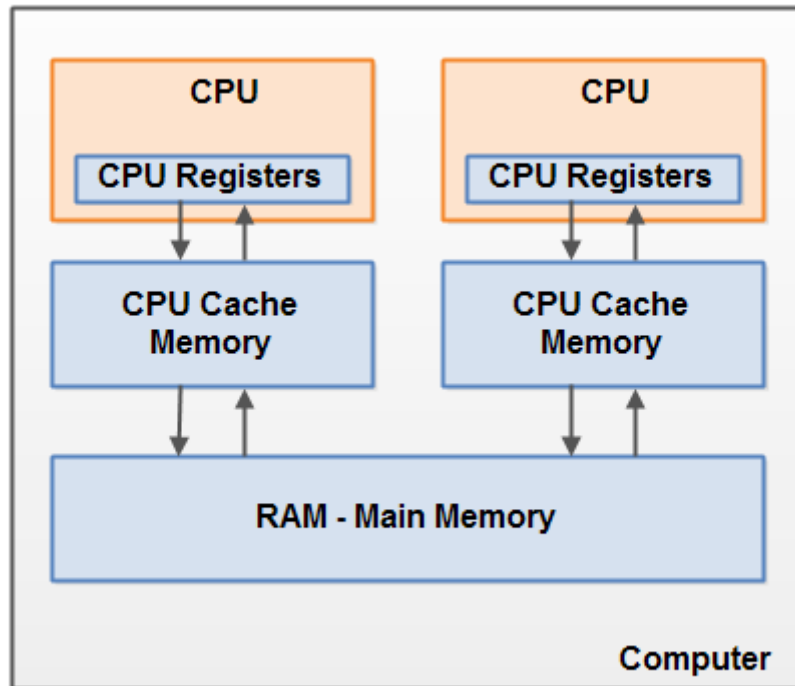 CPU
CPU
CPU Registers
CPU Registers
CPU Cache
Memory
CPU Cache
Memory
RAM - Main Memory
Computer